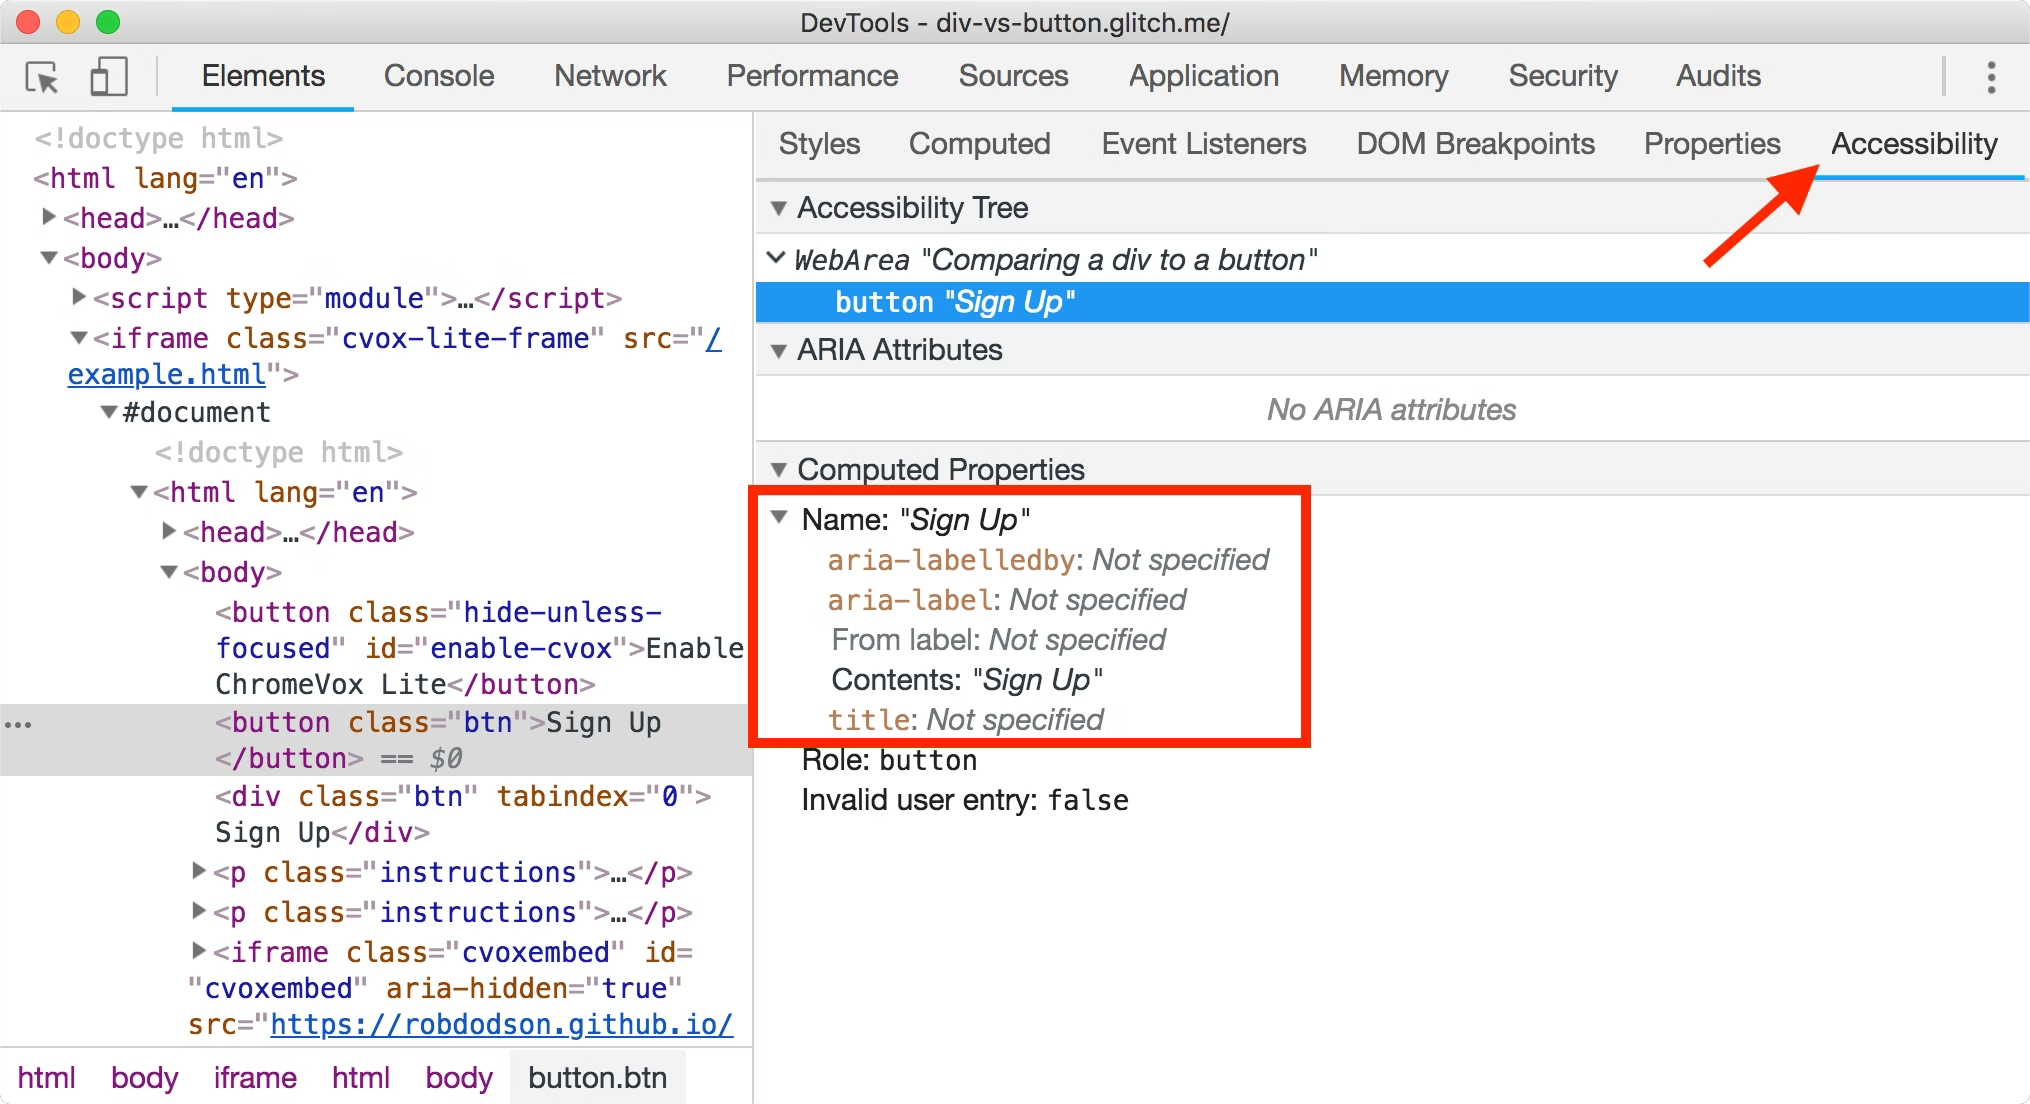 DevTools - div-vs-button.glitch.me/
Elements Console Network Performance Sources Application Memory Security Audits
<!doctype html>
<html lang="en">
<head>…</head>
<body>
<script type="module">…</script>
<iframe class="cvox-lite-frame" src="/
example.html">
#document
<!doctype html>
<html lang="en">
<head>…</head>
<body>
<button class="hide-unless-
focused" id="enable-cvox">Enable
ChromeVox Lite</button>
<button class="btn">Sign Up
</button> == $0
<div class="btn" tabindex="0">
Sign Up</div>
<p class="instructions">…</p>
<p class="instructions">…</p>
<iframe class="cvoxembed" id=
"cvoxembed" aria-hidden="true"
src="https://robdodson.github.io/
html body iframe html body button.btn
Styles Computed Event Listeners DOM Breakpoints Properties Accessibility
Accessibility Tree
WebArea "Comparing a div to a button"
button "Sign Up"
ARIA Attributes
No ARIA attributes
Computed Properties
Name: "Sign Up"
aria-labelledby: Not specified
aria-label: Not specified
From label: Not specified
Contents: "Sign Up"
title: Not specified
Role: button
Invalid user entry: false